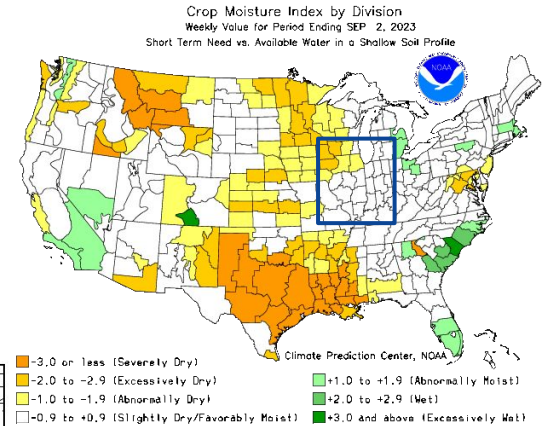 Crop Moisture Index by Division
Weekly Value for Period Ending SEP 2, 2023
Short Term Need vs. Available Water in a Shallow Soil Profile
NOAA
Climate Prediction Center, NOAA
-3.0 or less (Severely Dry)
-2.0 to -2.9 (Excessively Dry)
-1.0 to -1.9 (Abnormally Dry)
-0.9 to +0.9 (Slightly Dry/Favorably Moist)
+1.0 to +1.9 (Abnormally Moist)
+2.0 to +2.9 (Wet)
+3.0 and above (Excessively Wet)